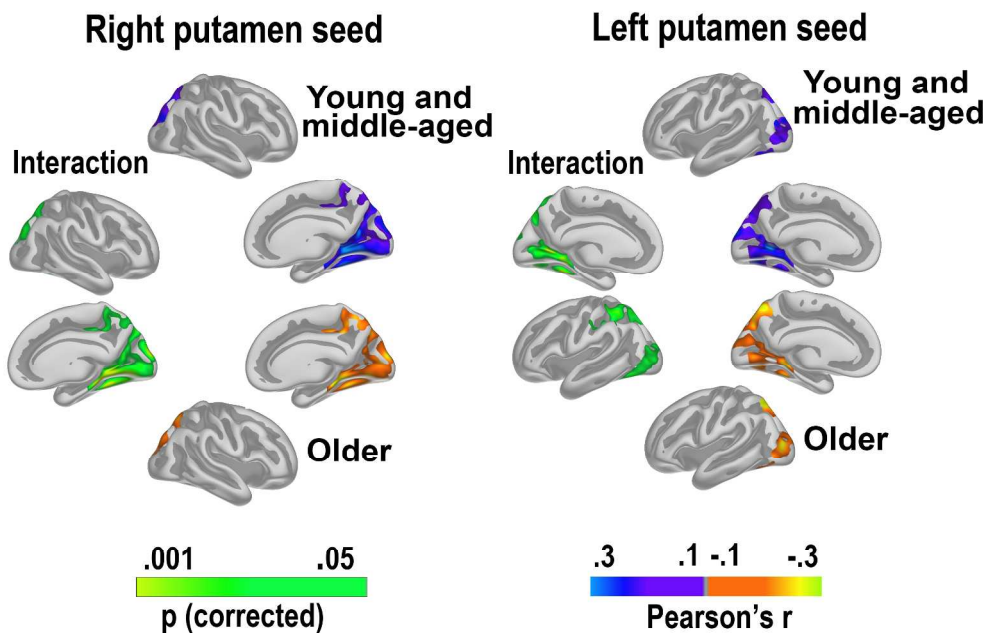 Right putamen seed
Left putamen seed
Young and
middle-aged
Young and
middle-aged
Interaction
Interaction
Older
Older
.001 .05
p (corrected)
.3 .1 -.1 -.3
Pearson's r